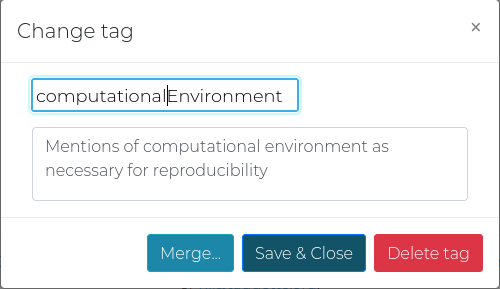 Change tag
×
computationalEnvironment
Mentions of computational environment as
necessary for reproducibility
Merge... Save & Close Delete tag